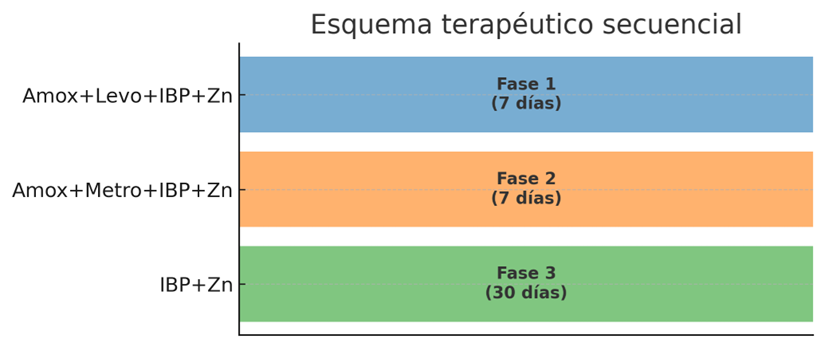 Esquema terapéutico secuencial
Amox+Levo+IBP+Zn
Fase 1
(7 días)
Amox+Metro+IBP+Zn
Fase 2
(7 días)
IBP+Zn
Fase 3
(30 días)